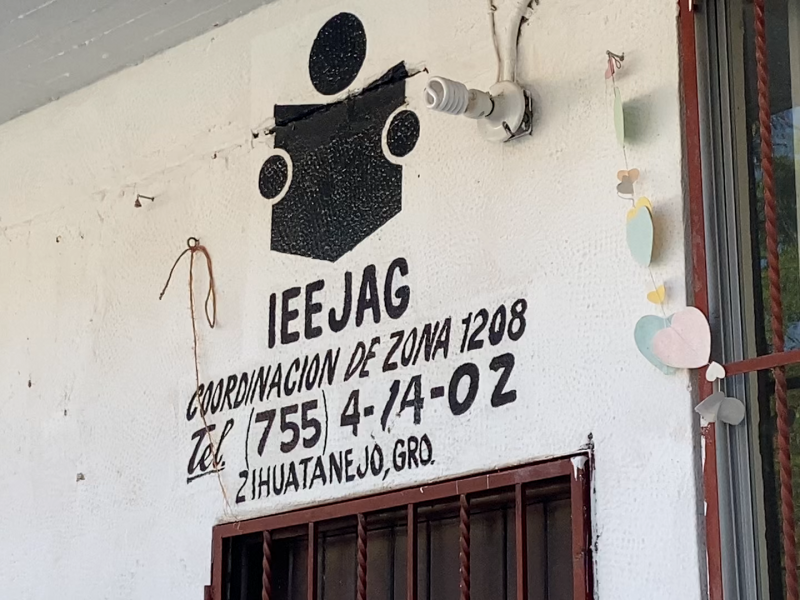 IEEJAG
COORDINACION DE ZONA 1208
Tel. (755) 4-14-02
ZIHUATANEJO, GRO.